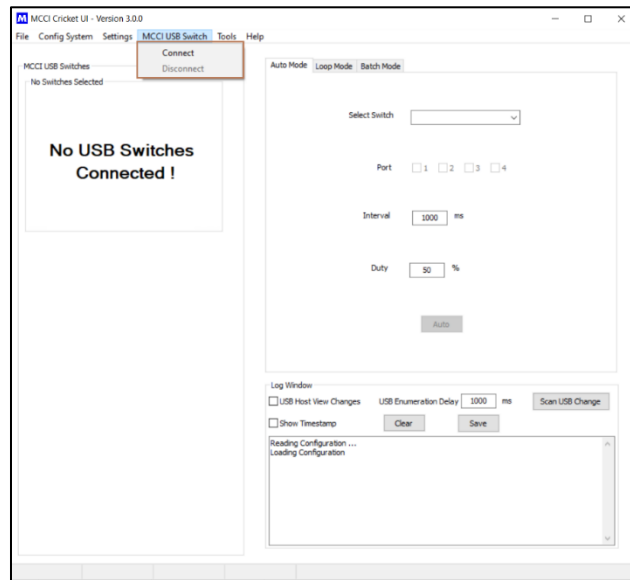 MCCI Cricket UI - Version 3.0.0
File Config System Settings MCCI USB Switch Tools Help
Connect
Disconnect
MCCI USB Switches
No Switches Selected
No USB Switches
Connected !
Auto Mode Loop Mode Batch Mode
Select Switch
Port 1 2 3 4
Interval 1000 ms
Duty 50 %
Auto
Log Window
USB Host View Changes USB Enumeration Delay 1000 ms Scan USB Change
Show Timestamp Clear Save
Reading Configuration ...
Loading Configuration